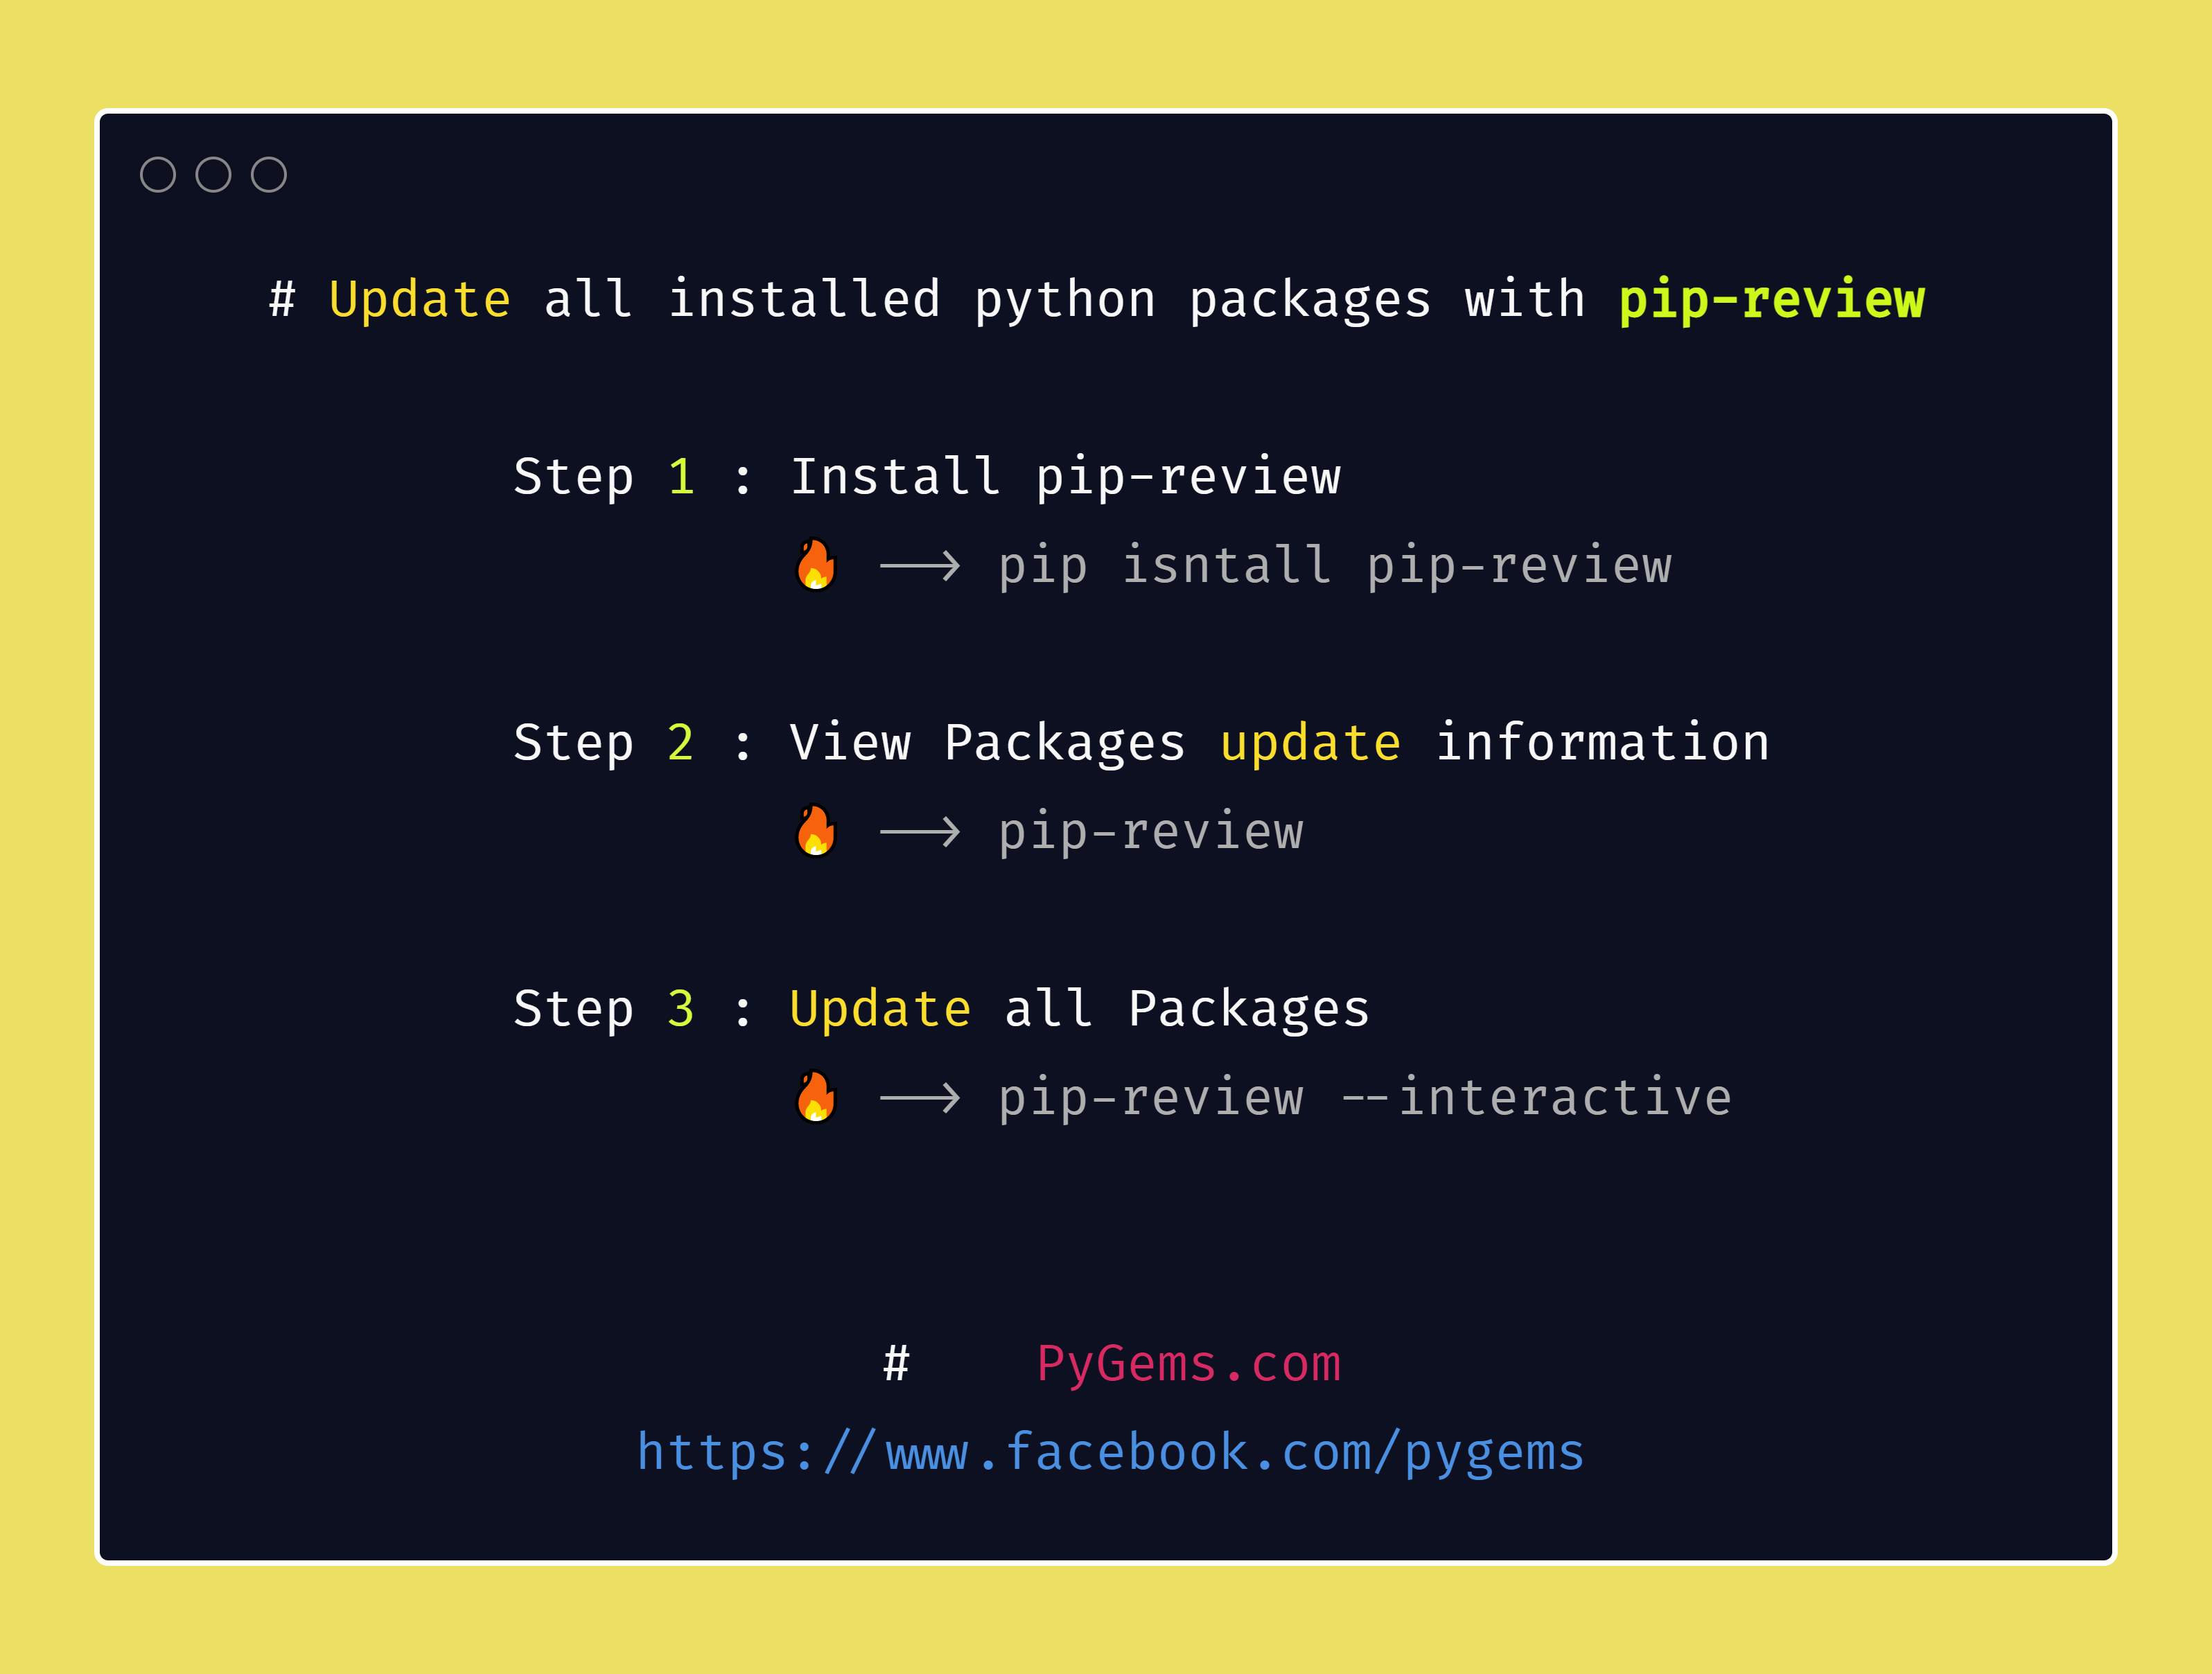 # Update all installed python packages with pip-review
Step 1 : Install pip-review
🔥 --> pip isntall pip-review
Step 2 : View Packages update information
🔥 --> pip-review
Step 3 : Update all Packages
🔥 --> pip-review --interactive
# PyGems.com
https://www.facebook.com/pygems